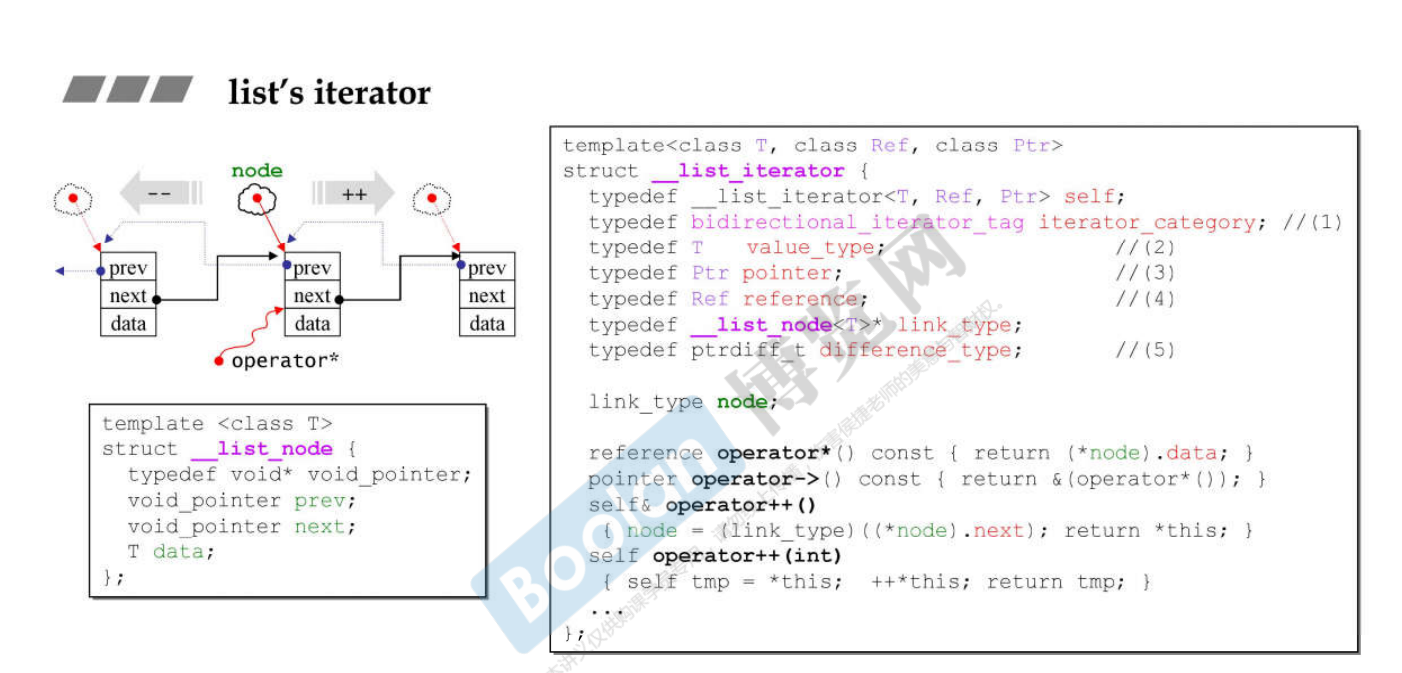 list's iterator
node
-- ++
prev prev prev
next next next
data data data
operator*
template <class T>
struct __list_node {
typedef void* void_pointer;
void_pointer prev;
void_pointer next;
T data;
};
template<class T, class Ref, class Ptr>
struct __list_iterator {
typedef __list_iterator<T, Ref, Ptr> self;
typedef bidirectional_iterator_tag iterator_category; //(1)
typedef T value_type; //(2)
typedef Ptr pointer; //(3)
typedef Ref reference; //(4)
typedef __list_node<T>* link_type;
typedef ptrdiff_t difference_type; //(5)
link_type node;
reference operator*() const { return (*node).data; }
pointer operator->() const { return &(operator*()); }
self& operator++()
{ node = (link_type)((*node).next); return *this; }
self operator++(int)
{ self tmp = *this; ++*this; return tmp; }
...
};
Boolan 博览网